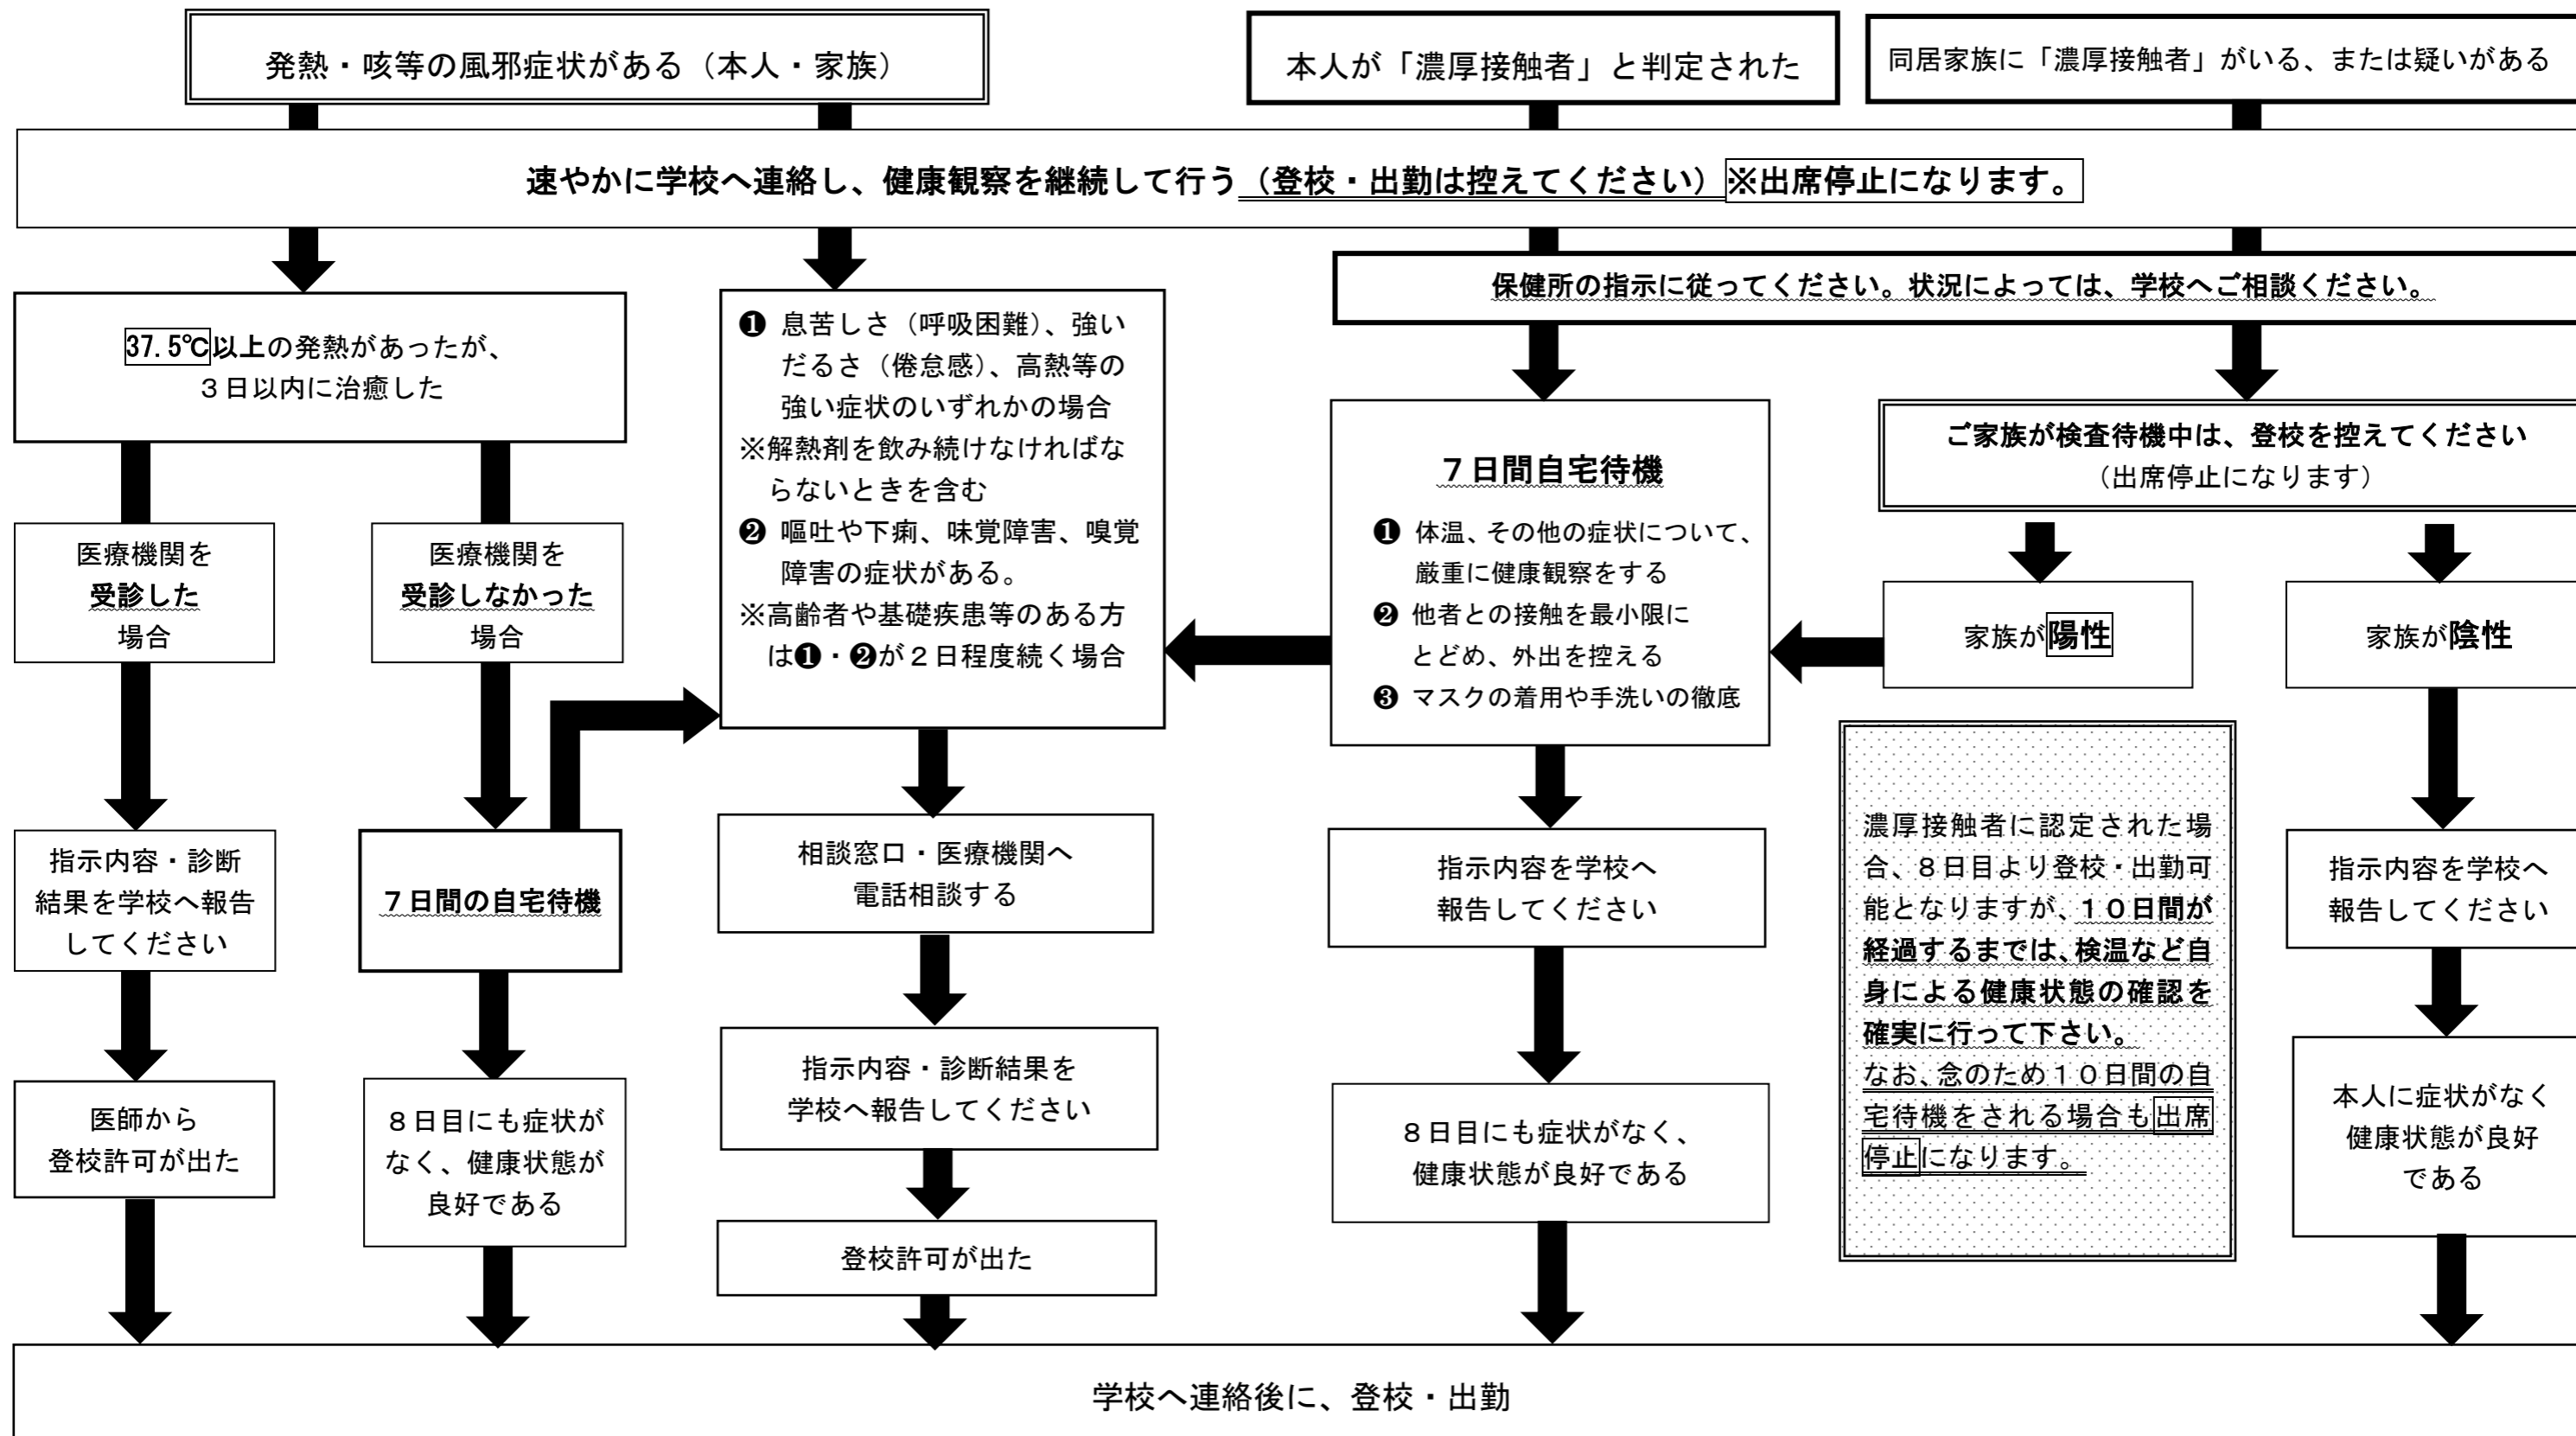 発熱・咳等の風邪症状がある（本人・家族）
本人が「濃厚接触者」と判定された
同居家族に「濃厚接触者」がいる、または疑いがある
速やかに学校へ連絡し、健康観察を継続して行う（登校・出勤は控えてください）※出席停止になります。
保健所の指示に従ってください。状況によっては、学校へご相談ください。
37.5℃以上の発熱があったが、
３日以内に治癒した
医療機関を
受診した
場合
医療機関を
受診しなかった
場合
指示内容・診断
結果を学校へ報告
してください
７日間の自宅待機
医師から
登校許可が出た
８日目にも症状が
なく、健康状態が
良好である
❶ 息苦しさ（呼吸困難）、強い
だるさ（倦怠感）、高熱等の
強い症状のいずれかの場合
※解熱剤を飲み続けなければな
らないときを含む
❷ 嘔吐や下痢、味覚障害、嗅覚
障害の症状がある。
※高齢者や基礎疾患等のある方
は❶・❷が２日程度続く場合
相談窓口・医療機関へ
電話相談する
指示内容・診断結果を
学校へ報告してください
登校許可が出た
７日間自宅待機
❶ 体温、その他の症状について、
厳重に健康観察をする
❷ 他者との接触を最小限に
とどめ、外出を控える
❸ マスクの着用や手洗いの徹底
指示内容を学校へ
報告してください
８日目にも症状がなく、
健康状態が良好である
ご家族が検査待機中は、登校を控えてください
（出席停止になります）
家族が陽性
家族が陰性
濃厚接触者に認定された場
合、８日目より登校・出勤可
能となりますが、１０日間が
経過するまでは、検温など自
身による健康状態の確認を
確実に行って下さい。
なお、念のため１０日間の自
宅待機をされる場合も出席
停止になります。
指示内容を学校へ
報告してください
本人に症状がなく
健康状態が良好
である
学校へ連絡後に、登校・出勤